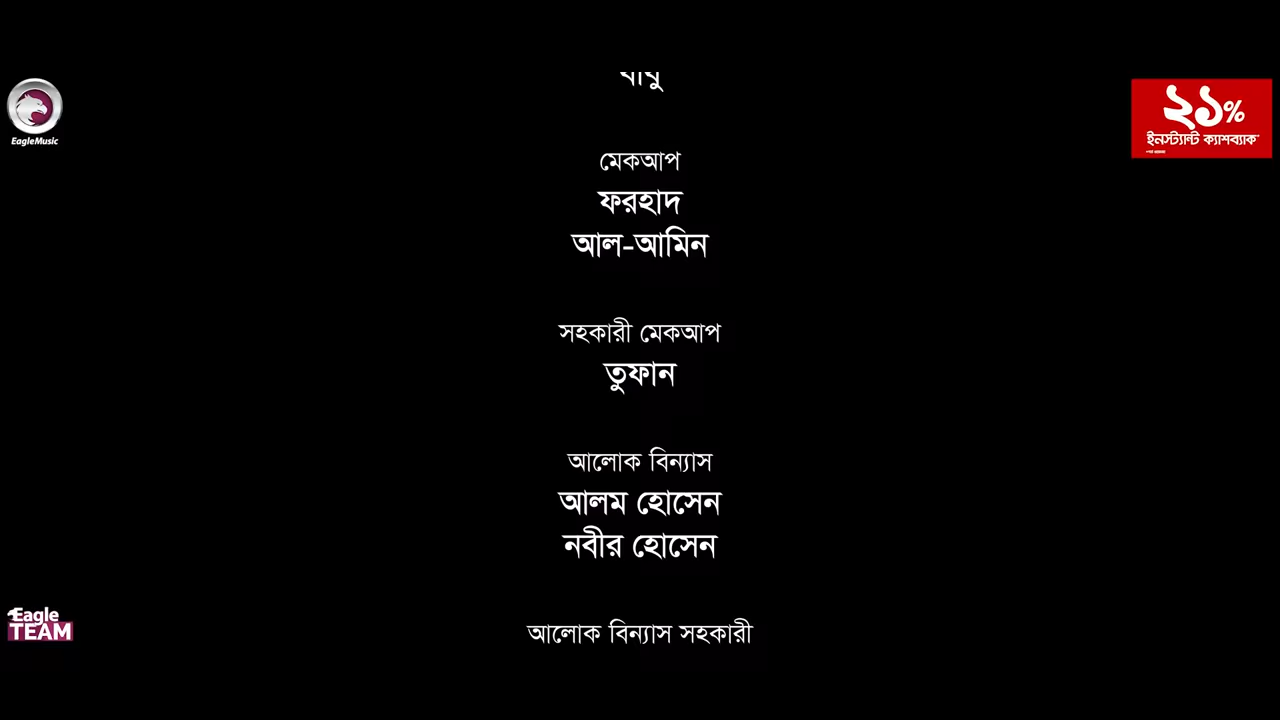 EagleMusic
২১%
ইনস্ট্যান্ট ক্যাশব্যাক*
মেকআপ
ফরহাদ
আল-আমিন
সহকারী মেকআপ
তুফান
আলোক বিন্যাস
আলম হোসেন
নবীর হোসেন
Eagle
TEAM
আলোক বিন্যাস সহকারী